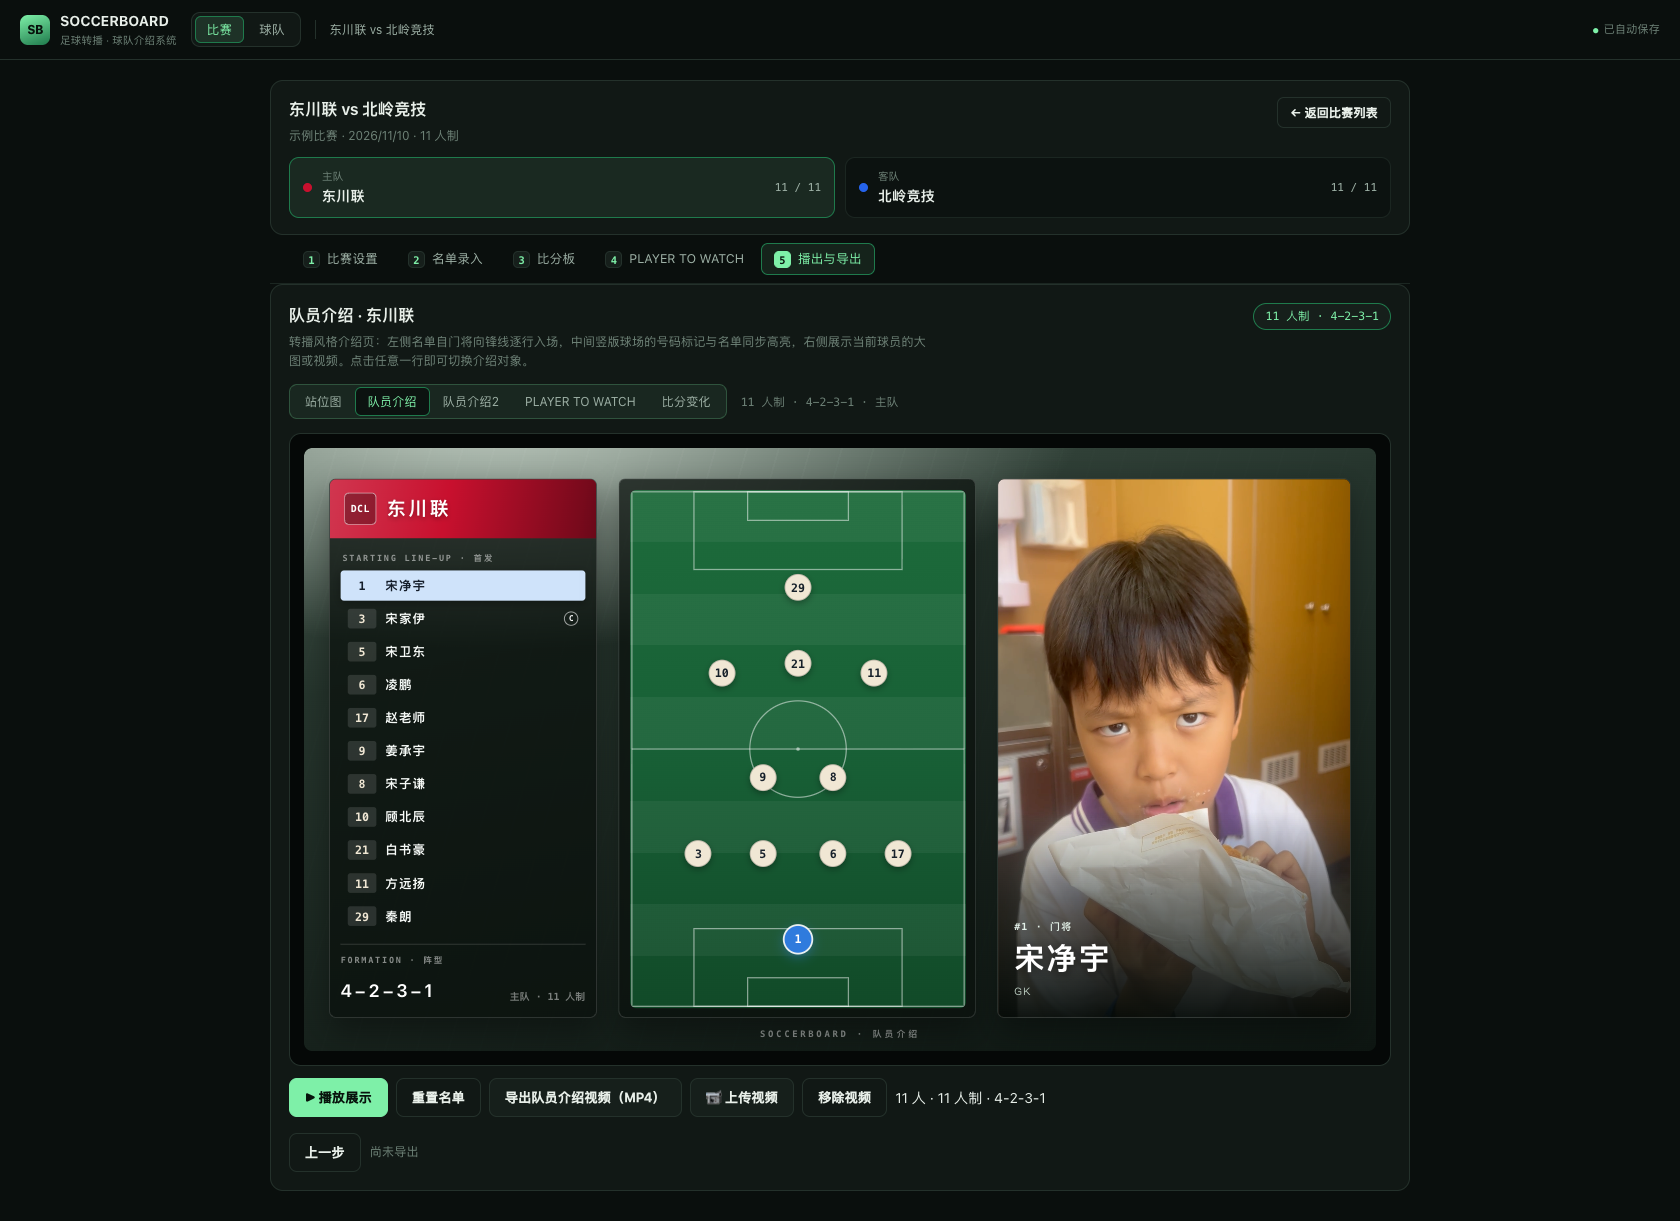 SB
SOCCERBOARD
足球转播 · 球队介绍系统
比赛
球队
东川联 vs 北岭竞技
● 已自动保存
东川联 vs 北岭竞技
示例比赛 · 2026/11/10 · 11 人制
← 返回比赛列表
主队
东川联
11 / 11
客队
北岭竞技
11 / 11
1 比赛设置
2 名单录入
3 比分板
4 PLAYER TO WATCH
5 播出与导出
队员介绍 · 东川联
11 人制 · 4-2-3-1
转播风格介绍页：左侧名单自门将向锋线逐行入场，中间竖版球场的号码标记与名单同步高亮，右侧展示当前球员的大
图或视频。点击任意一行即可切换介绍对象。
站位图
队员介绍
队员介绍2
PLAYER TO WATCH
比分变化
11 人制 · 4-2-3-1 · 主队
DCL
东川联
STARTING LINE-UP · 首发
1 宋净宇
3 宋家伊 C
5 宋卫东
6 凌鹏
17 赵老师
9 姜承宇
8 宋子谦
10 顾北辰
21 白书豪
11 方远扬
29 秦朗
FORMATION · 阵型
4-2-3-1
主队 · 11 人制
29
10
21
11
9
8
3
5
6
17
1
#1 · 门将
宋净宇
GK
SOCCERBOARD · 队员介绍
▶ 播放展示
重置名单
导出队员介绍视频（MP4）
上传视频
移除视频
11 人 · 11 人制 · 4-2-3-1
上一步
尚未导出